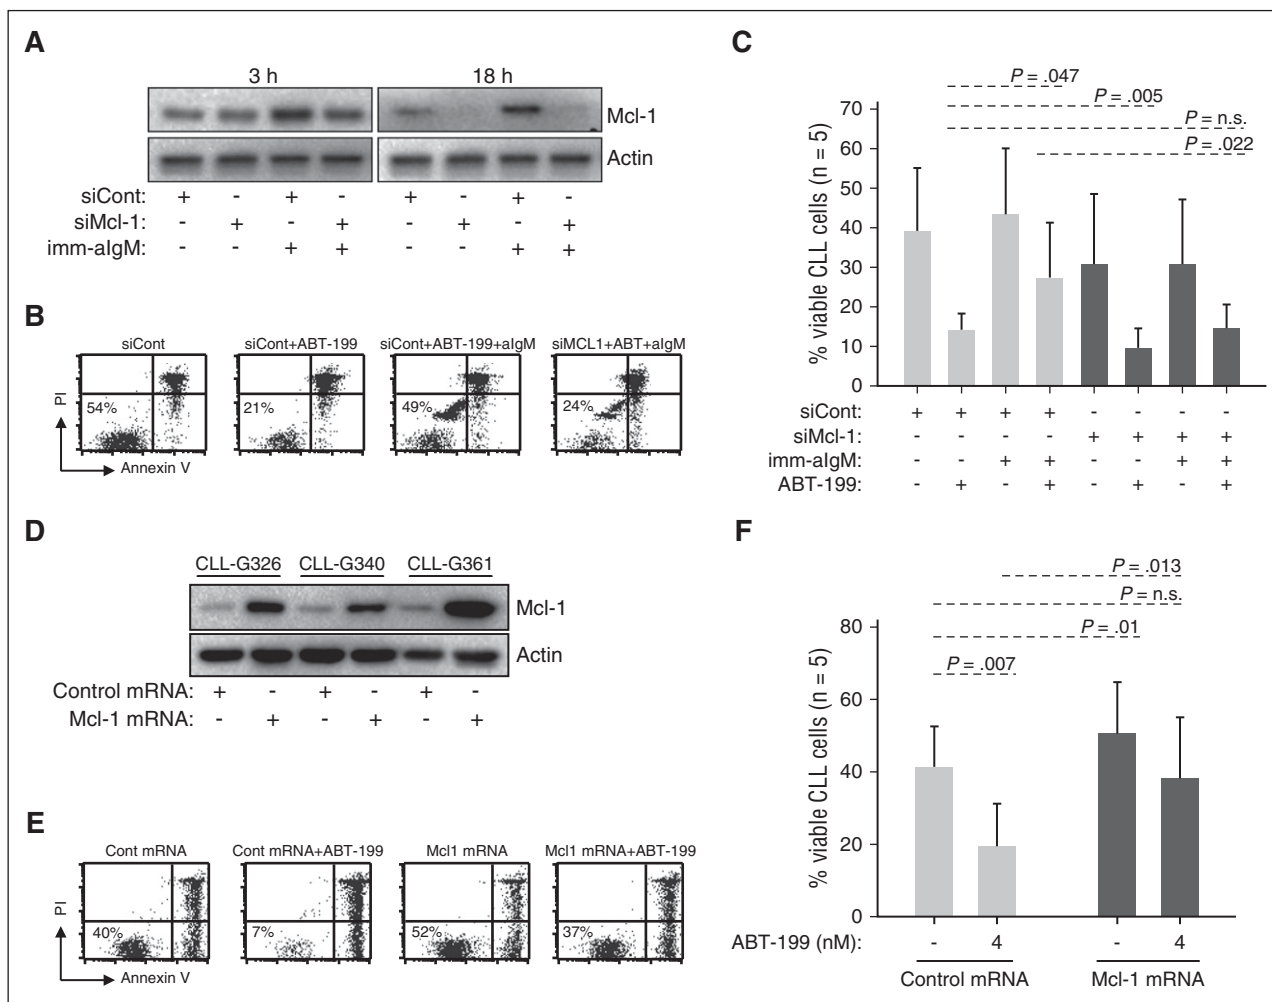 A
3 h 18 h
Mcl-1
Actin
siCont: + - + - + - + -
siMcl-1: - + - + - + - +
imm-aIgM: - - + + - - + +
B
siCont siCont+ABT-199 siCont+ABT-199+aIgM siMCL1+ABT+aIgM
54% 21% 49% 24%
PI
Annexin V
C
P = .047
P = .005
P = n.s.
P = .022
% viable CLL cells (n = 5)
70
60
50
40
30
20
10
0
siCont: + + + + - - - -
siMcl-1: - - - - + + + +
imm-aIgM: - - + + - - + +
ABT-199: - + - + - + - +
D
CLL-G326 CLL-G340 CLL-G361
Mcl-1
Actin
Control mRNA: + - + - + -
Mcl-1 mRNA: - + - + - +
E
Cont mRNA Cont mRNA+ABT-199 Mcl1 mRNA Mcl1 mRNA+ABT-199
40% 7% 52% 37%
PI
Annexin V
F
P = .013
P = n.s.
P = .01
P = .007
% viable CLL cells (n = 5)
80
60
40
20
0
ABT-199 (nM): - 4 - 4
Control mRNA Mcl-1 mRNA